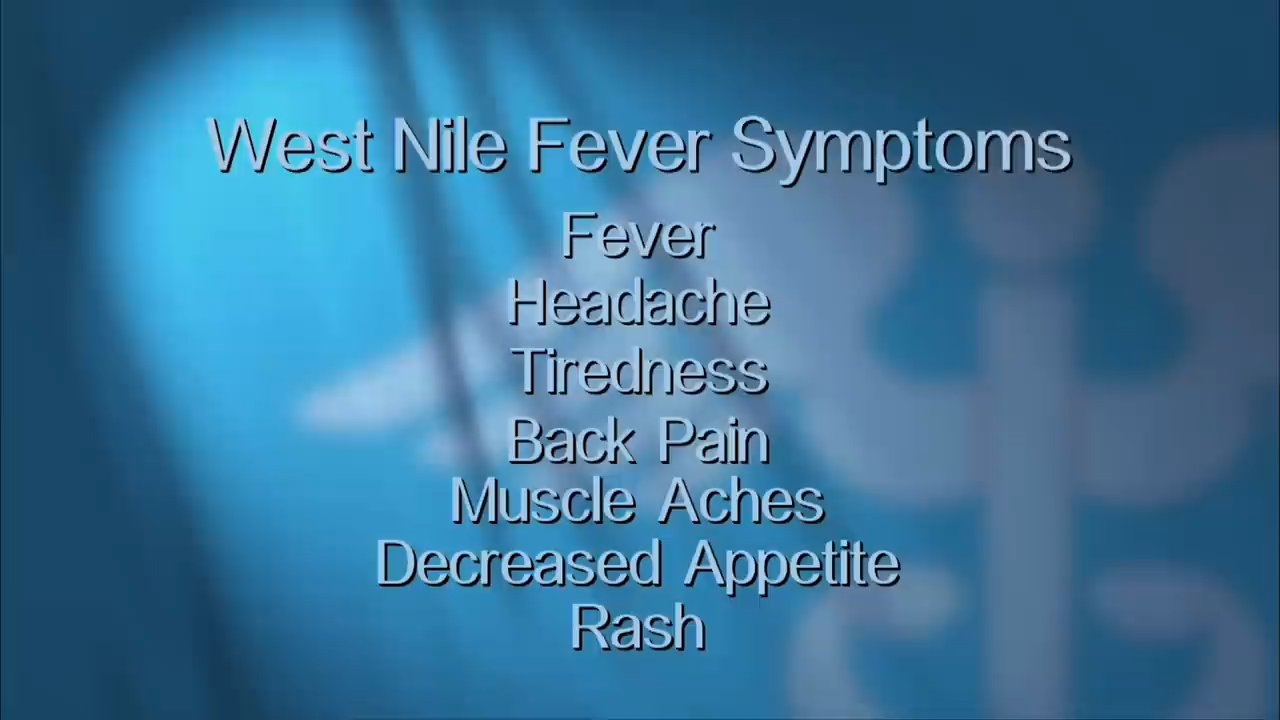 West Nile Fever Symptoms
Fever
Headache
Tiredness
Back Pain
Muscle Aches
Decreased Appetite
Rash